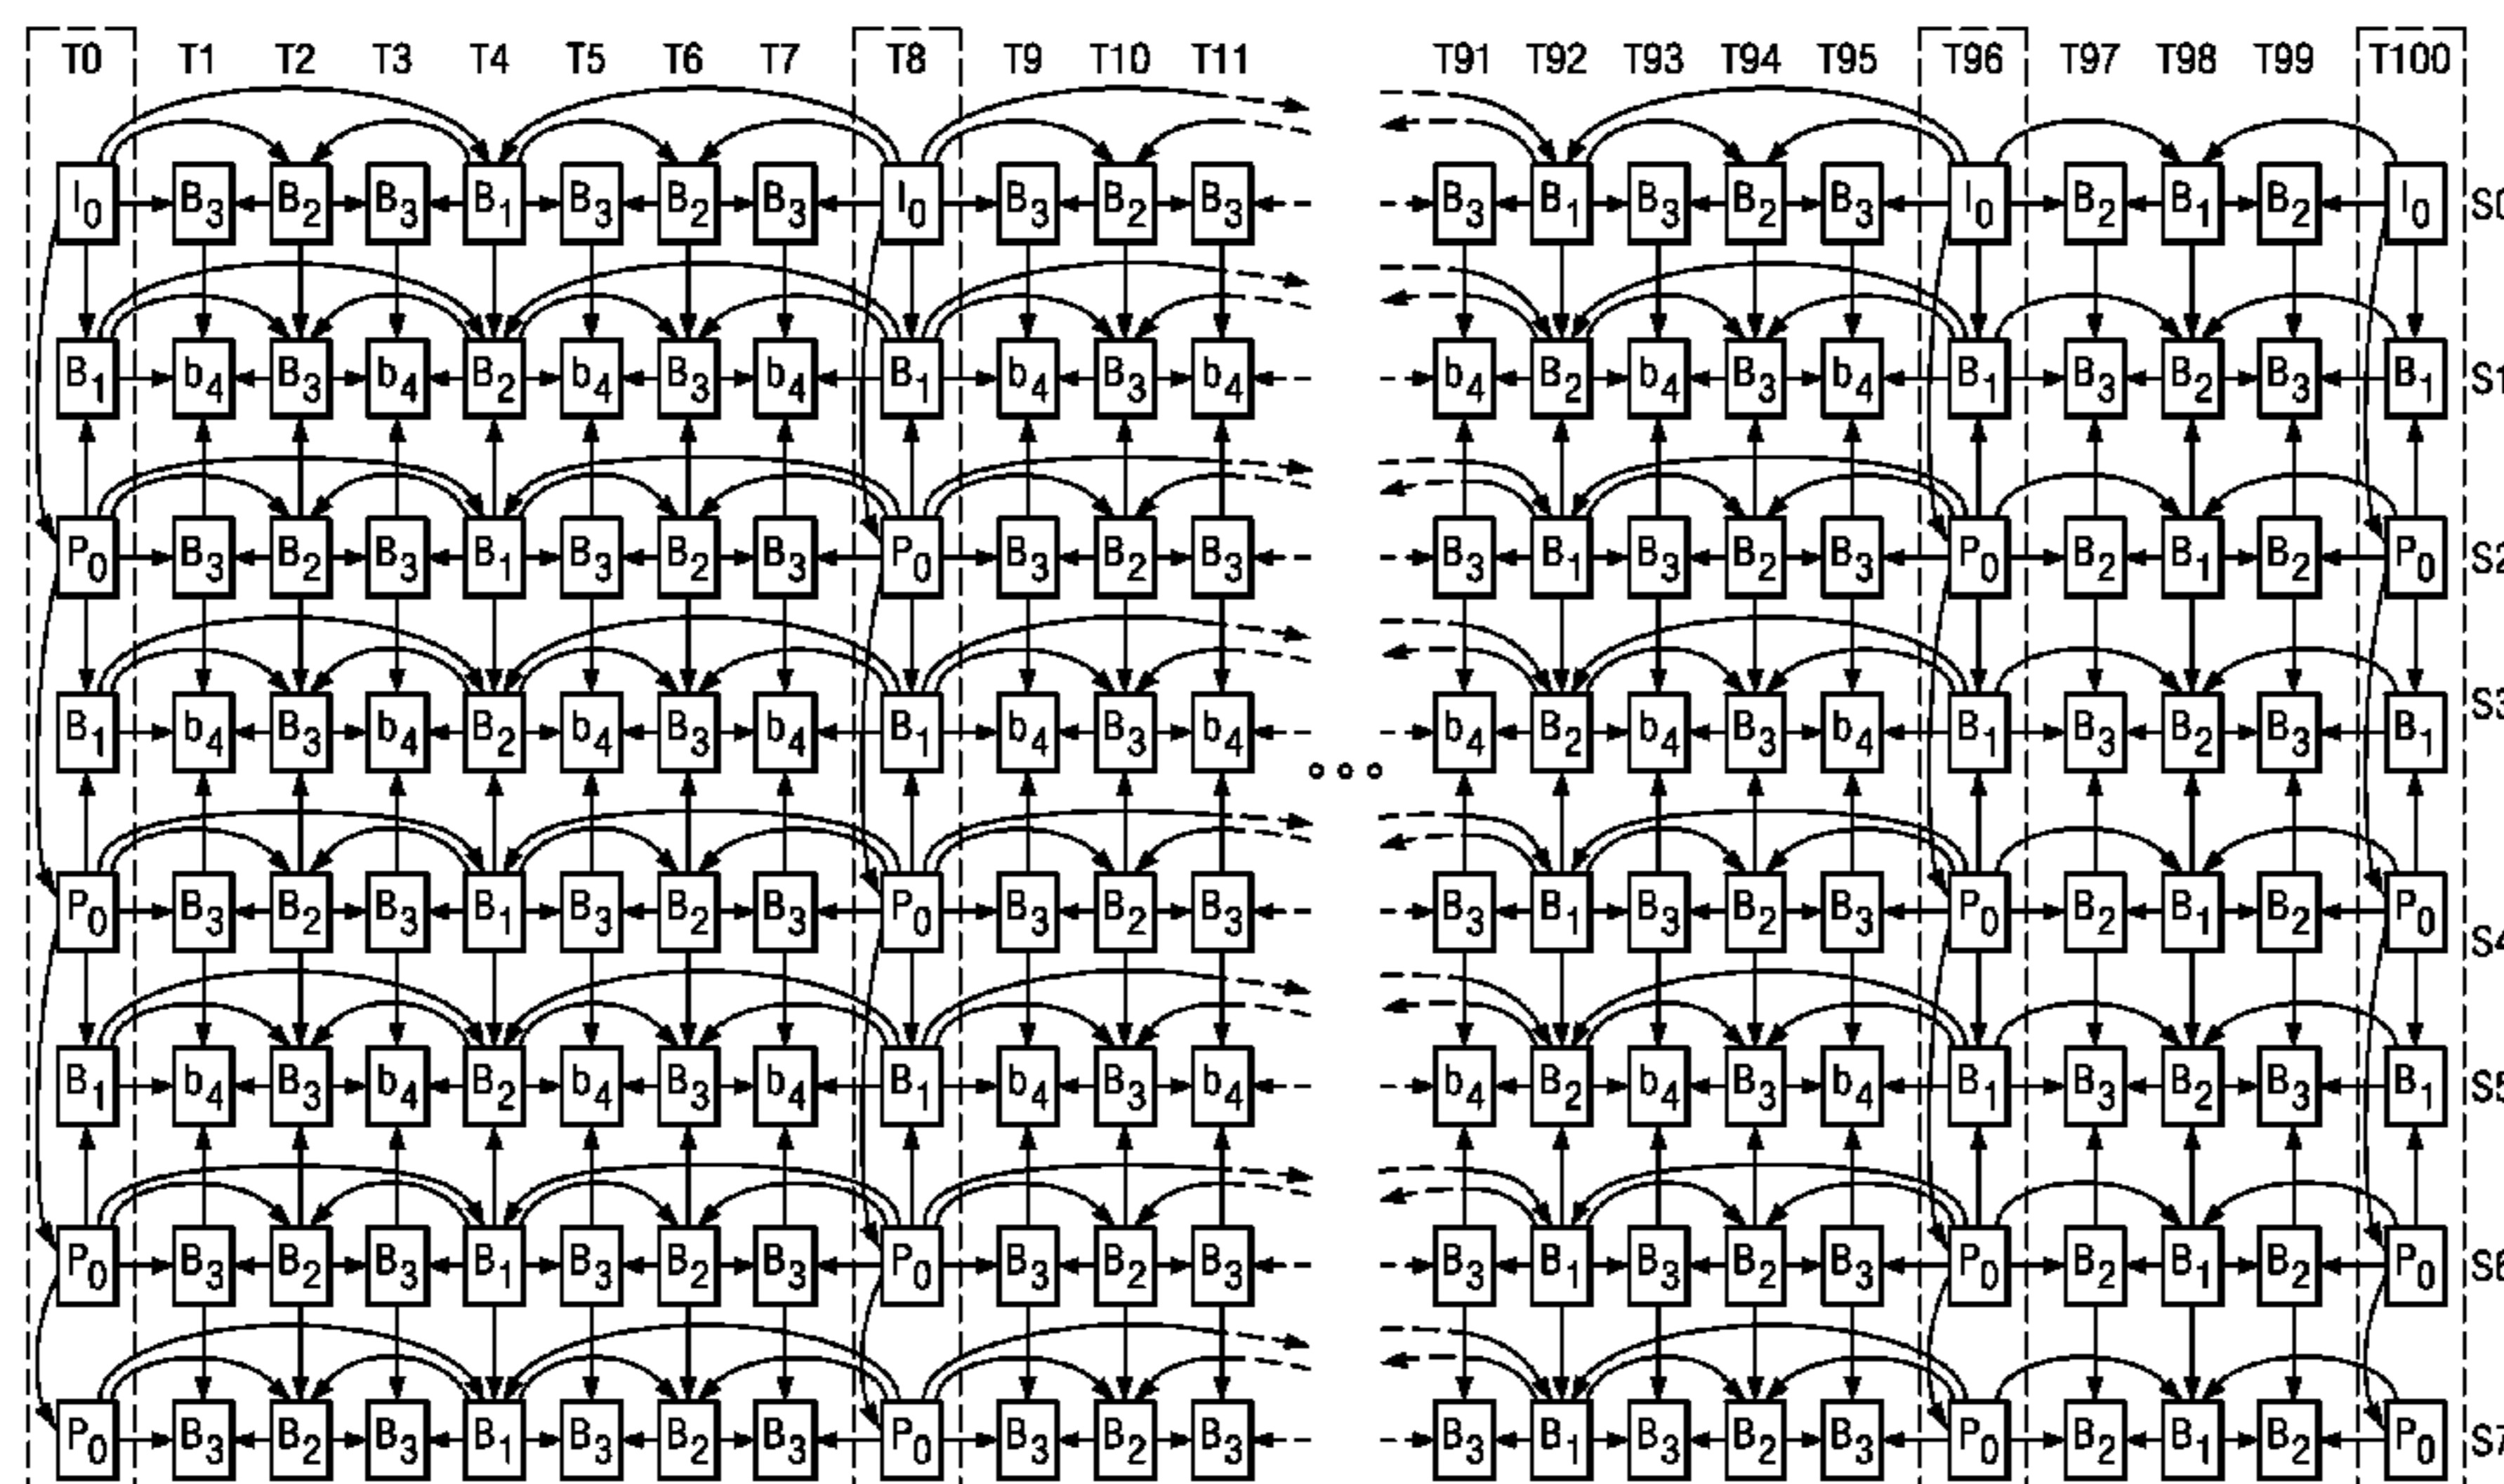 T0 T1 T2 T3 T4 T5 T6 T7 T8 T9 T10 T11 T91 T92 T93 T94 T95 T96 T97 T98 T99 T100
I0 B3 B2 B3 B1 B3 B2 B3 I0 B3 B2 B3 B3 B1 B3 B2 B3 I0 B2 B1 B2 I0 S0
B1 b4 B3 b4 B2 b4 B3 b4 B1 b4 B3 b4 b4 B2 b4 B3 b4 B1 B3 B2 B3 B1 S1
P0 B3 B2 B3 B1 B3 B2 B3 P0 B3 B2 B3 B3 B1 B3 B2 B3 P0 B2 B1 B2 P0 S2
B1 b4 B3 b4 B2 b4 B3 b4 B1 b4 B3 b4 b4 B2 b4 B3 b4 B1 B3 B2 B3 B1 S3
P0 B3 B2 B3 B1 B3 B2 B3 P0 B3 B2 B3 B3 B1 B3 B2 B3 P0 B2 B1 B2 P0 S4
B1 b4 B3 b4 B2 b4 B3 b4 B1 b4 B3 b4 b4 B2 b4 B3 b4 B1 B3 B2 B3 B1 S5
P0 B3 B2 B3 B1 B3 B2 B3 P0 B3 B2 B3 B3 B1 B3 B2 B3 P0 B2 B1 B2 P0 S6
P0 B3 B2 B3 B1 B3 B2 B3 P0 B3 B2 B3 B3 B1 B3 B2 B3 P0 B2 B1 B2 P0 S7